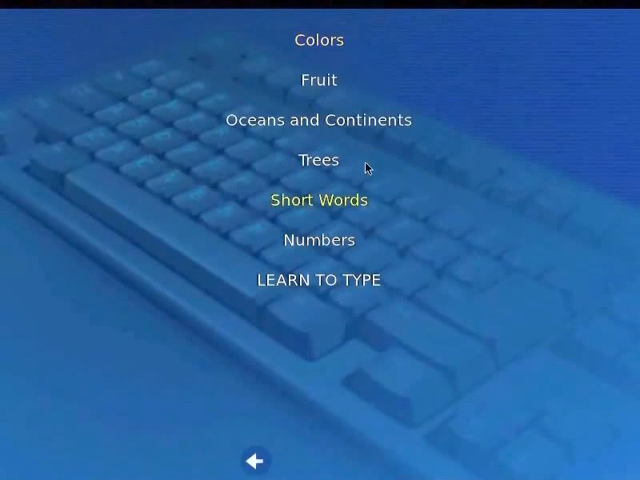 Colors
Fruit
Oceans and Continents
Trees
Short Words
Numbers
LEARN TO TYPE